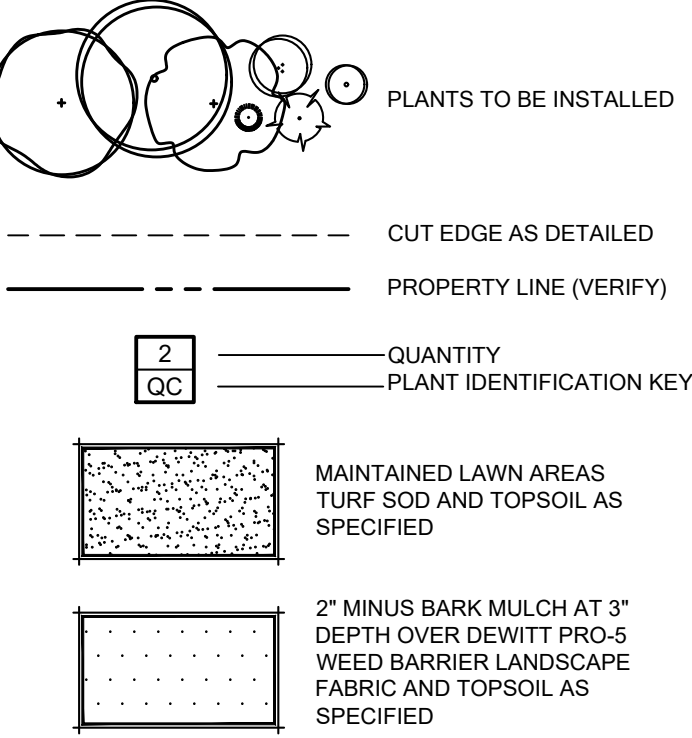 PLANTS TO BE INSTALLED
CUT EDGE AS DETAILED
PROPERTY LINE (VERIFY)
2
QUANTITY
QC
PLANT IDENTIFICATION KEY
MAINTAINED LAWN AREAS
TURF SOD AND TOPSOIL AS
SPECIFIED
2" MINUS BARK MULCH AT 3"
DEPTH OVER DEWITT PRO-5
WEED BARRIER LANDSCAPE
FABRIC AND TOPSOIL AS
SPECIFIED